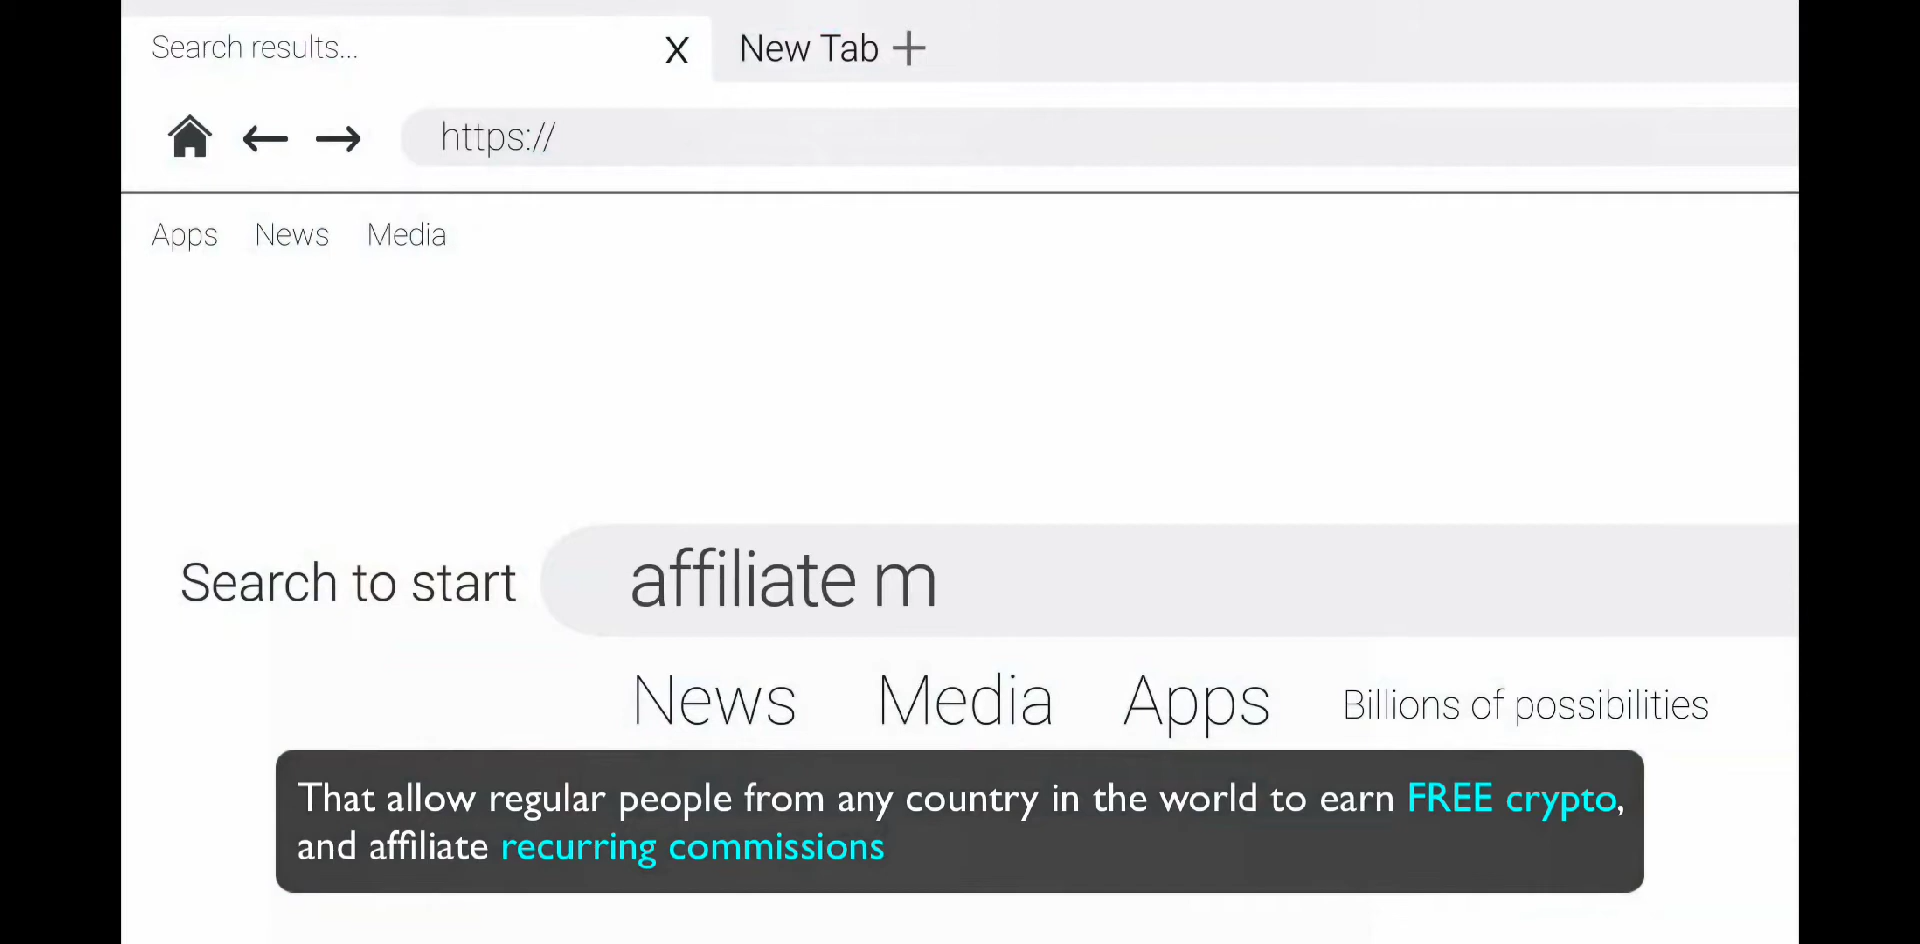 Search results... X New Tab +
https://
Apps News Media
Search to start affiliate m
News Media Apps Billions of possibilities
That allow regular people from any country in the world to earn FREE crypto,
and affiliate recurring commissions